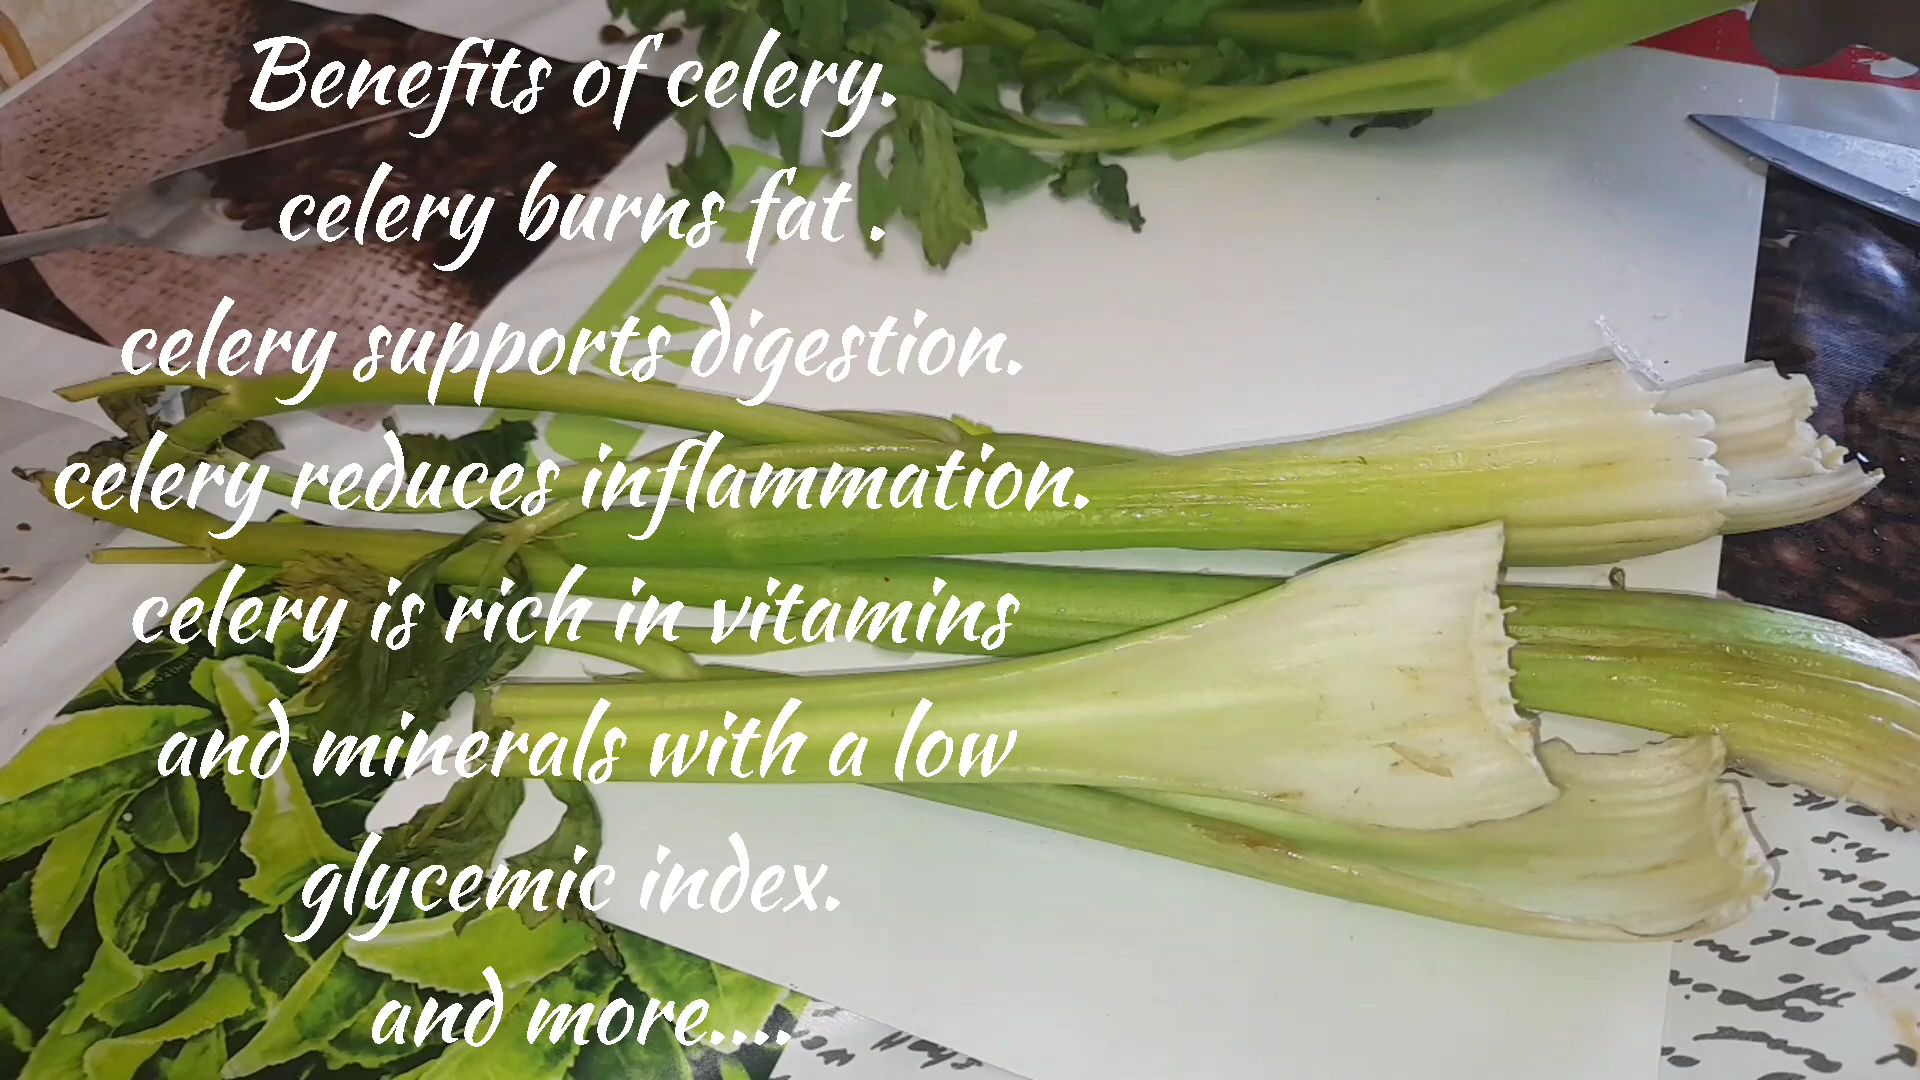 Benefits of celery.
celery burns fat .
celery supports digestion.
celery reduces inflammation.
celery is rich in vitamins
and minerals with a low
glycemic index.
and more....
shall